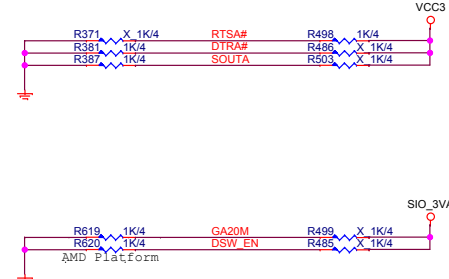 VCC3
R371 X_1K/4 RTSA# R498 1K/4
R381 1K/4 DTRA# R486 X_1K/4
R387 1K/4 SOUTA R503 X_1K/4
SIO_3VA
R619 1K/4 GA20M R499 X_1K/4
R620 1K/4 DSW_EN R485 X_1K/4
AMD Platform